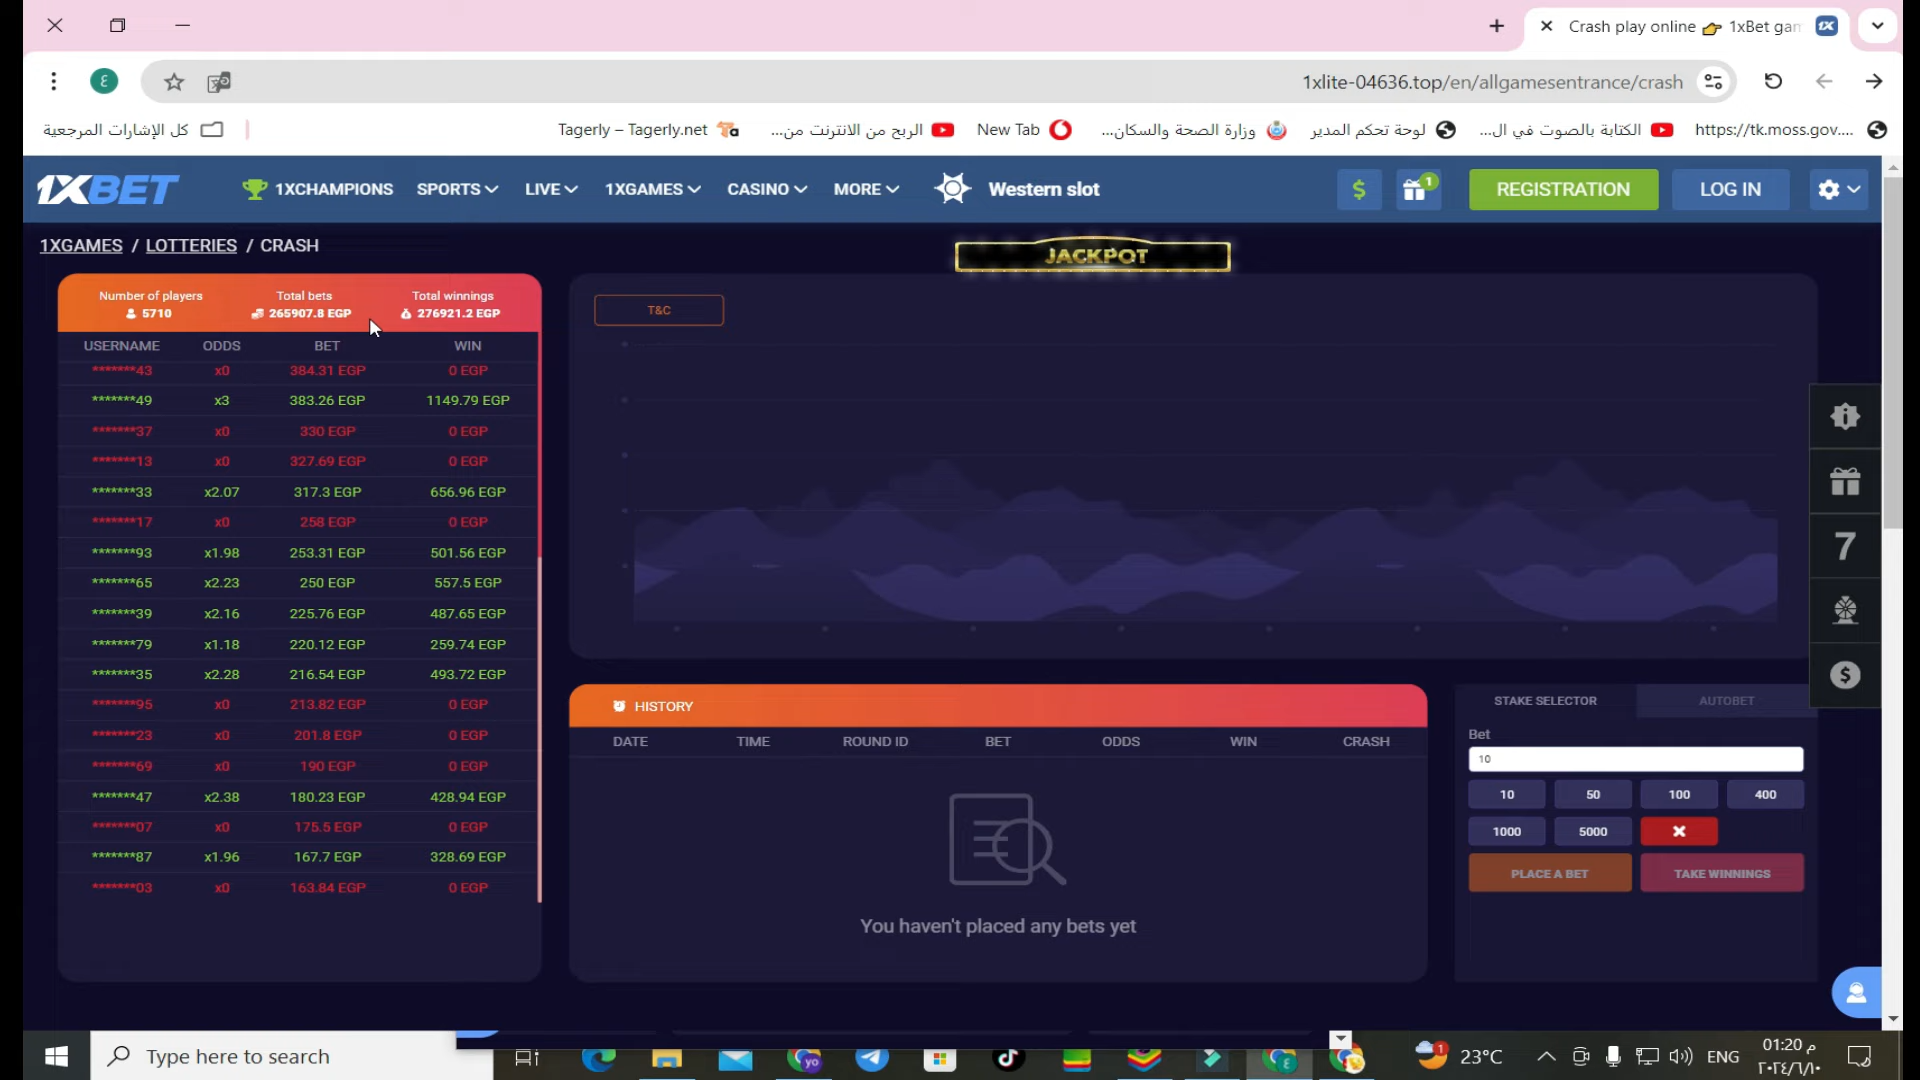 Crash play online 👉 1xBet gam
1xlite-04636.top/en/allgamesentrance/crash
ع
كل الإشارات المرجعية
Tagerly – Tagerly.net
الربح من الانترنت من...
New Tab
وزارة الصحة والسكان...
لوحة تحكم المدير
الكتابة بالصوت في ال...
https://tk.moss.gov....
1XBET
1XCHAMPIONS
SPORTS
LIVE
1XGAMES
CASINO
MORE
Western slot
$
1
REGISTRATION
LOG IN
1XGAMES / LOTTERIES / CRASH
JACKPOT
Number of players Total bets Total winnings
5710 265907.8 EGP 276921.2 EGP
USERNAME ODDS BET WIN
*******43 x0 384.31 EGP 0 EGP
*******49 x3 383.26 EGP 1149.79 EGP
*******37 x0 330 EGP 0 EGP
*******13 x0 327.69 EGP 0 EGP
*******33 x2.07 317.3 EGP 656.96 EGP
*******17 x0 258 EGP 0 EGP
*******93 x1.98 253.31 EGP 501.56 EGP
*******65 x2.23 250 EGP 557.5 EGP
*******39 x2.16 225.76 EGP 487.65 EGP
*******79 x1.18 220.12 EGP 259.74 EGP
*******35 x2.28 216.54 EGP 493.72 EGP
*******95 x0 213.82 EGP 0 EGP
*******23 x0 201.8 EGP 0 EGP
*******69 x0 190 EGP 0 EGP
*******47 x2.38 180.23 EGP 428.94 EGP
*******07 x0 175.5 EGP 0 EGP
*******87 x1.96 167.7 EGP 328.69 EGP
*******03 x0 163.84 EGP 0 EGP
T&C
HISTORY
DATE TIME ROUND ID BET ODDS WIN CRASH
You haven't placed any bets yet
STAKE SELECTOR AUTOBET
Bet
10
10 50 100 400
1000 5000
PLACE A BET TAKE WINNINGS
7
$
Type here to search
yo
ع
1
23°C
ENG
01:20 م
٢٠٢٤/٦/١٠